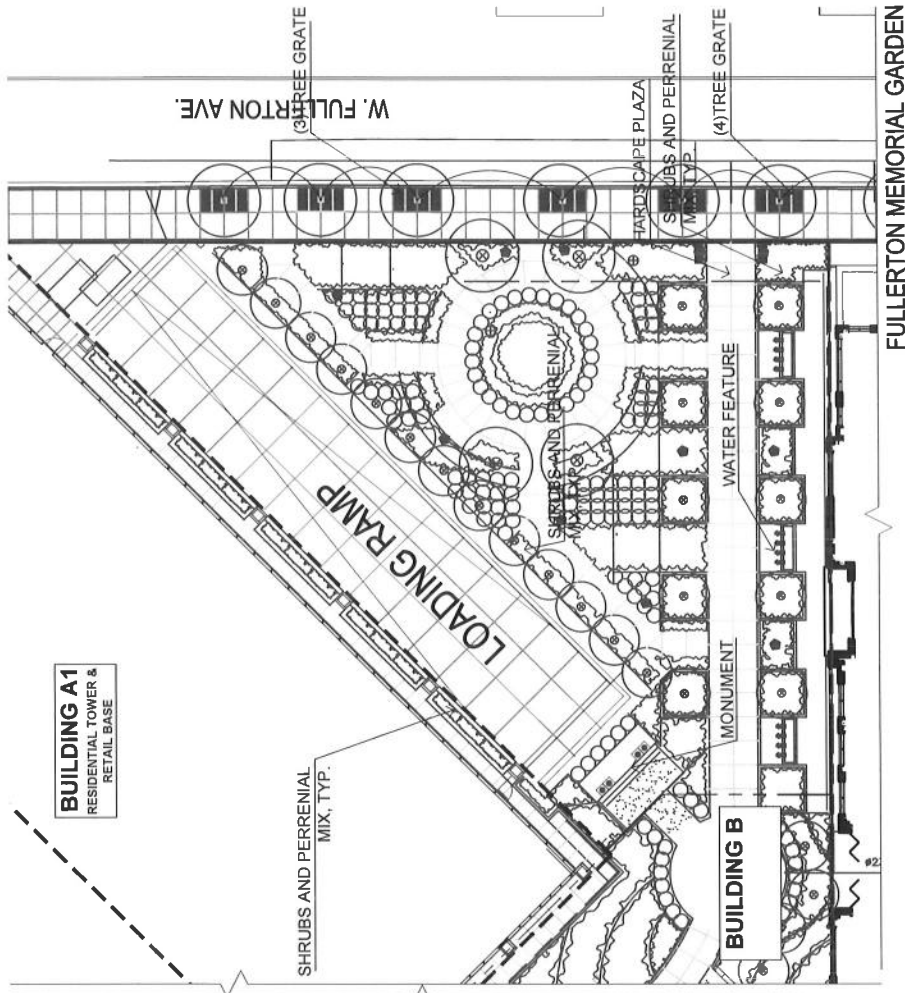 W. FULLERTON AVE.
(3)TREE GRATE
HARDSCAPE PLAZA
SHRUBS AND PERRENIAL
MIX, TYP.
(4)TREE GRATE
FULLERTON MEMORIAL GARDEN
SHRUBS AND PERRENIAL
MIX, TYP.
WATER FEATURE
LOADING RAMP
MONUMENT
BUILDING A1
RESIDENTIAL TOWER &
RETAIL BASE
SHRUBS AND PERRENIAL
MIX, TYP.
BUILDING B